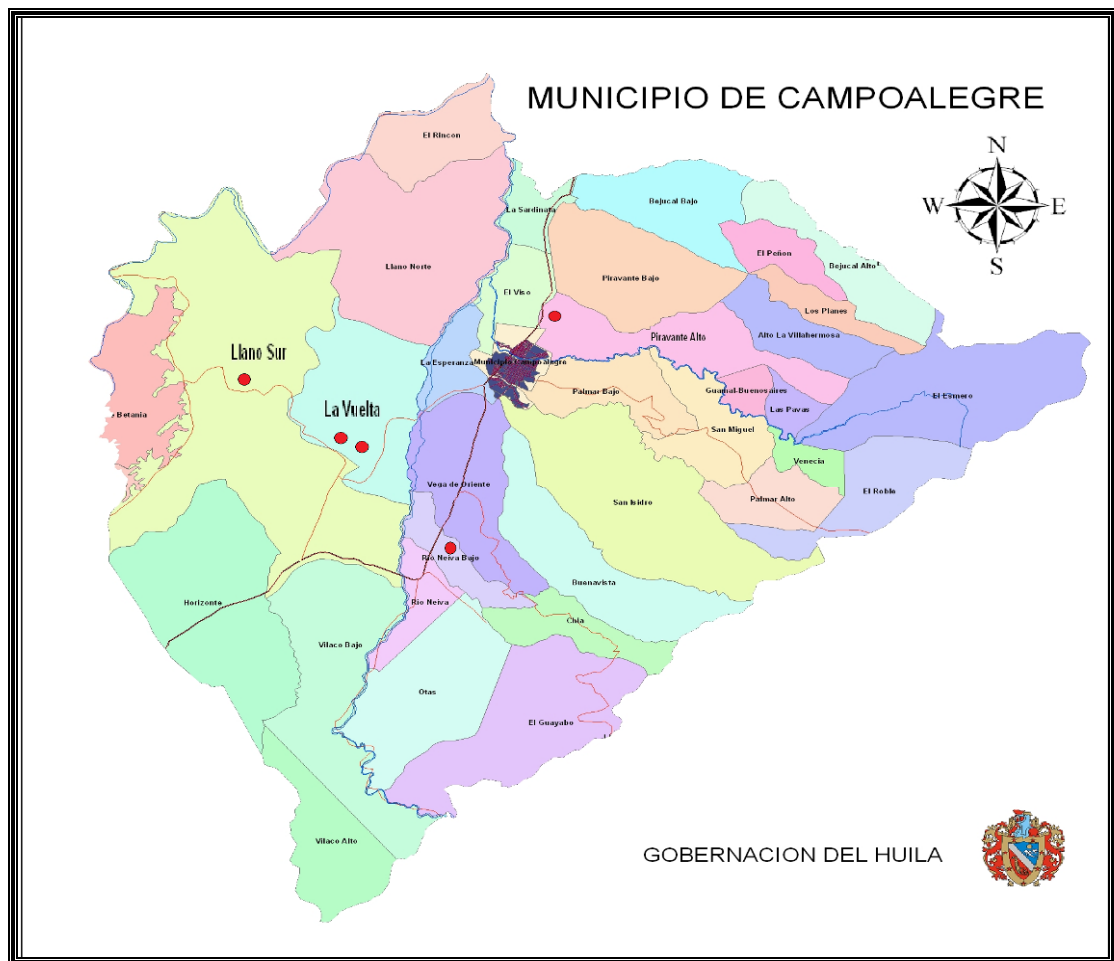 MUNICIPIO DE CAMPOALEGRE
N
W
E
S
El Rincon
Bejucal Bajo
La Sardinata
El Peñon
Llano Norte
Bejucal Alto
Piravante Bajo
El Viso
Los Planes
Piravante Alto
Alto La Villahermosa
Llano Sur
La Esperanza
Municipio Campoalegre
Palmar Bajo
Guamal-Buenosaires
Betania
La Vuelta
Las Pavas
San Miguel
Venecia
Vega de Oriente
El Roblo
Palmar Alto
San Isidro
Rio Neiva Bajo
Buenavista
Horizonte
Rio Neiva
Chia
Vilaco Bajo
Otas
El Guayabo
Vilaco Alto
GOBERNACION DEL HUILA